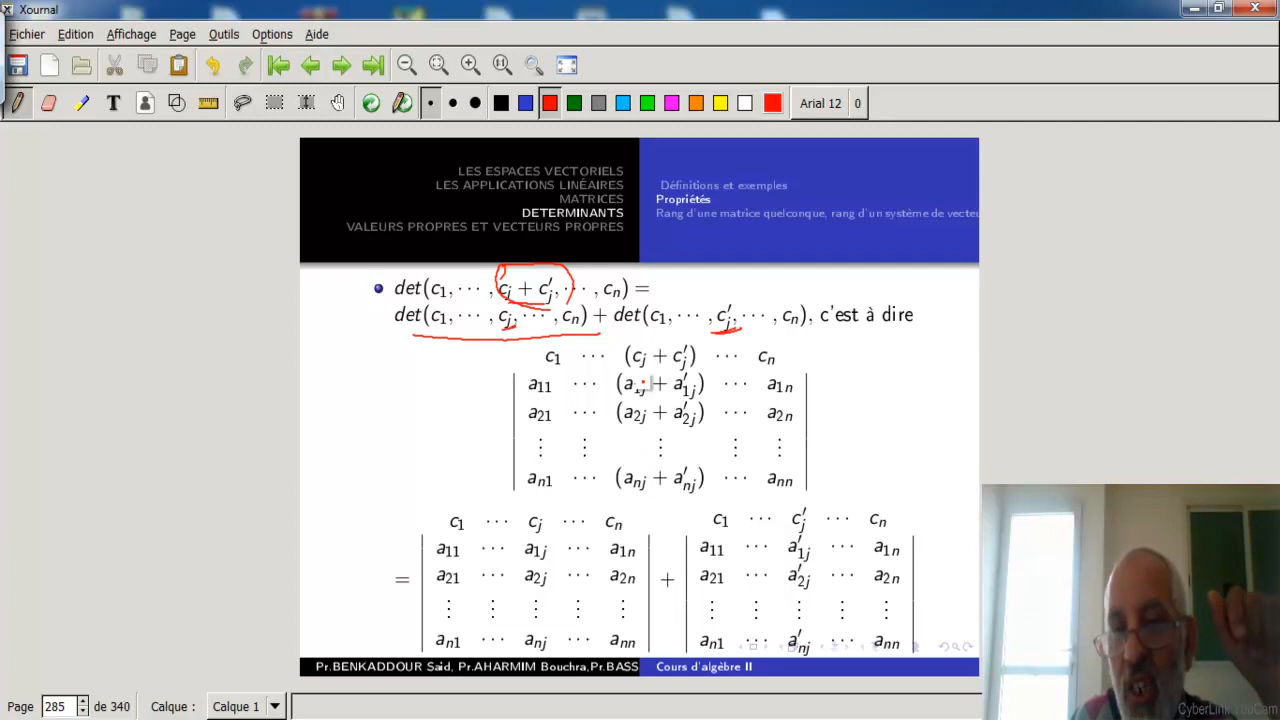 Xournal
Fichier Edition Affichage Page Outils Options Aide
T Arial 12 0
LES ESPACES VECTORIELS
LES APPLICATIONS LINÉAIRES
MATRICES
DETERMINANTS
VALEURS PROPRES ET VECTEURS PROPRES
Définitions et exemples
Propriétés
Rang d'une matrice quelconque, rang d'un système de vecteu
det(c₁, ⋯ , cⱼ + c′ⱼ, ⋯ , cₙ) =
det(c₁, ⋯ , cⱼ, ⋯ , cₙ) + det(c₁, ⋯ , c′ⱼ, ⋯ , cₙ), c'est à dire
c₁ ⋯ (cⱼ + c′ⱼ) ⋯ cₙ
a₁₁ ⋯ (a₁ⱼ + a′₁ⱼ) ⋯ a₁ₙ
a₂₁ ⋯ (a₂ⱼ + a′₂ⱼ) ⋯ a₂ₙ
⋮ ⋮ ⋮ ⋮ ⋮
aₙ₁ ⋯ (aₙⱼ + a′ₙⱼ) ⋯ aₙₙ
c₁ ⋯ cⱼ ⋯ cₙ c₁ ⋯ c′ⱼ ⋯ cₙ
a₁₁ ⋯ a₁ⱼ ⋯ a₁ₙ a₁₁ ⋯ a′₁ⱼ ⋯ a₁ₙ
= a₂₁ ⋯ a₂ⱼ ⋯ a₂ₙ + a₂₁ ⋯ a′₂ⱼ ⋯ a₂ₙ
⋮ ⋮ ⋮ ⋮ ⋮ ⋮ ⋮ ⋮ ⋮ ⋮
aₙ₁ ⋯ aₙⱼ ⋯ aₙₙ aₙ₁ ⋯ a′ₙⱼ ⋯ aₙₙ
Pr.BENKADDOUR Said, Pr.AHARMIM Bouchra,Pr.BASS Cours d'algèbre II
CyberLink YouCam
Page 285 de 340 Calque : Calque 1